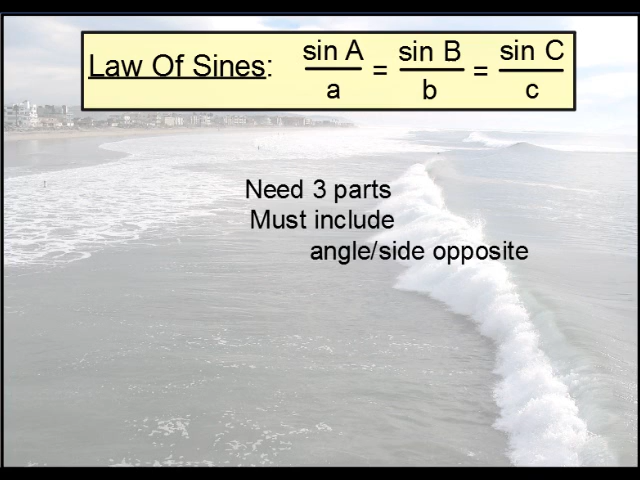 Law Of Sines: sin A / a = sin B / b = sin C / c
Need 3 parts
Must include
angle/side opposite